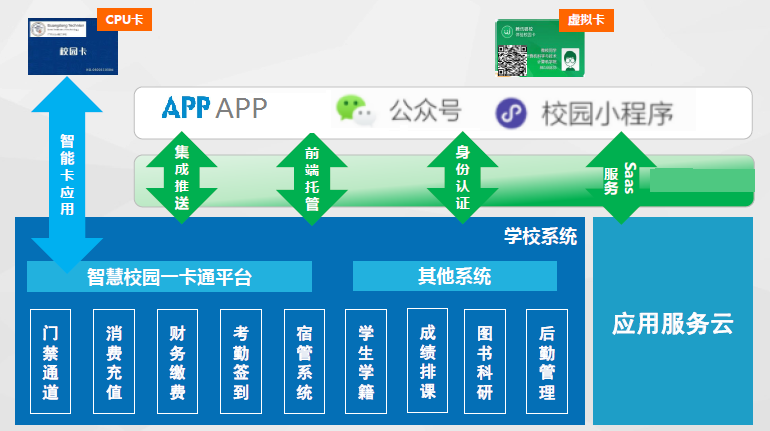 CPU卡
虚拟卡
校园卡
APP APP
公众号
校园小程序
智能卡应用
集成推送
前端托管
身份认证
Saas
服务
学校系统
智慧校园一卡通平台
其他系统
门禁通道
消费充值
财务缴费
考勤签到
宿管系统
学生学籍
成绩排课
图书科研
后勤管理
应用服务云